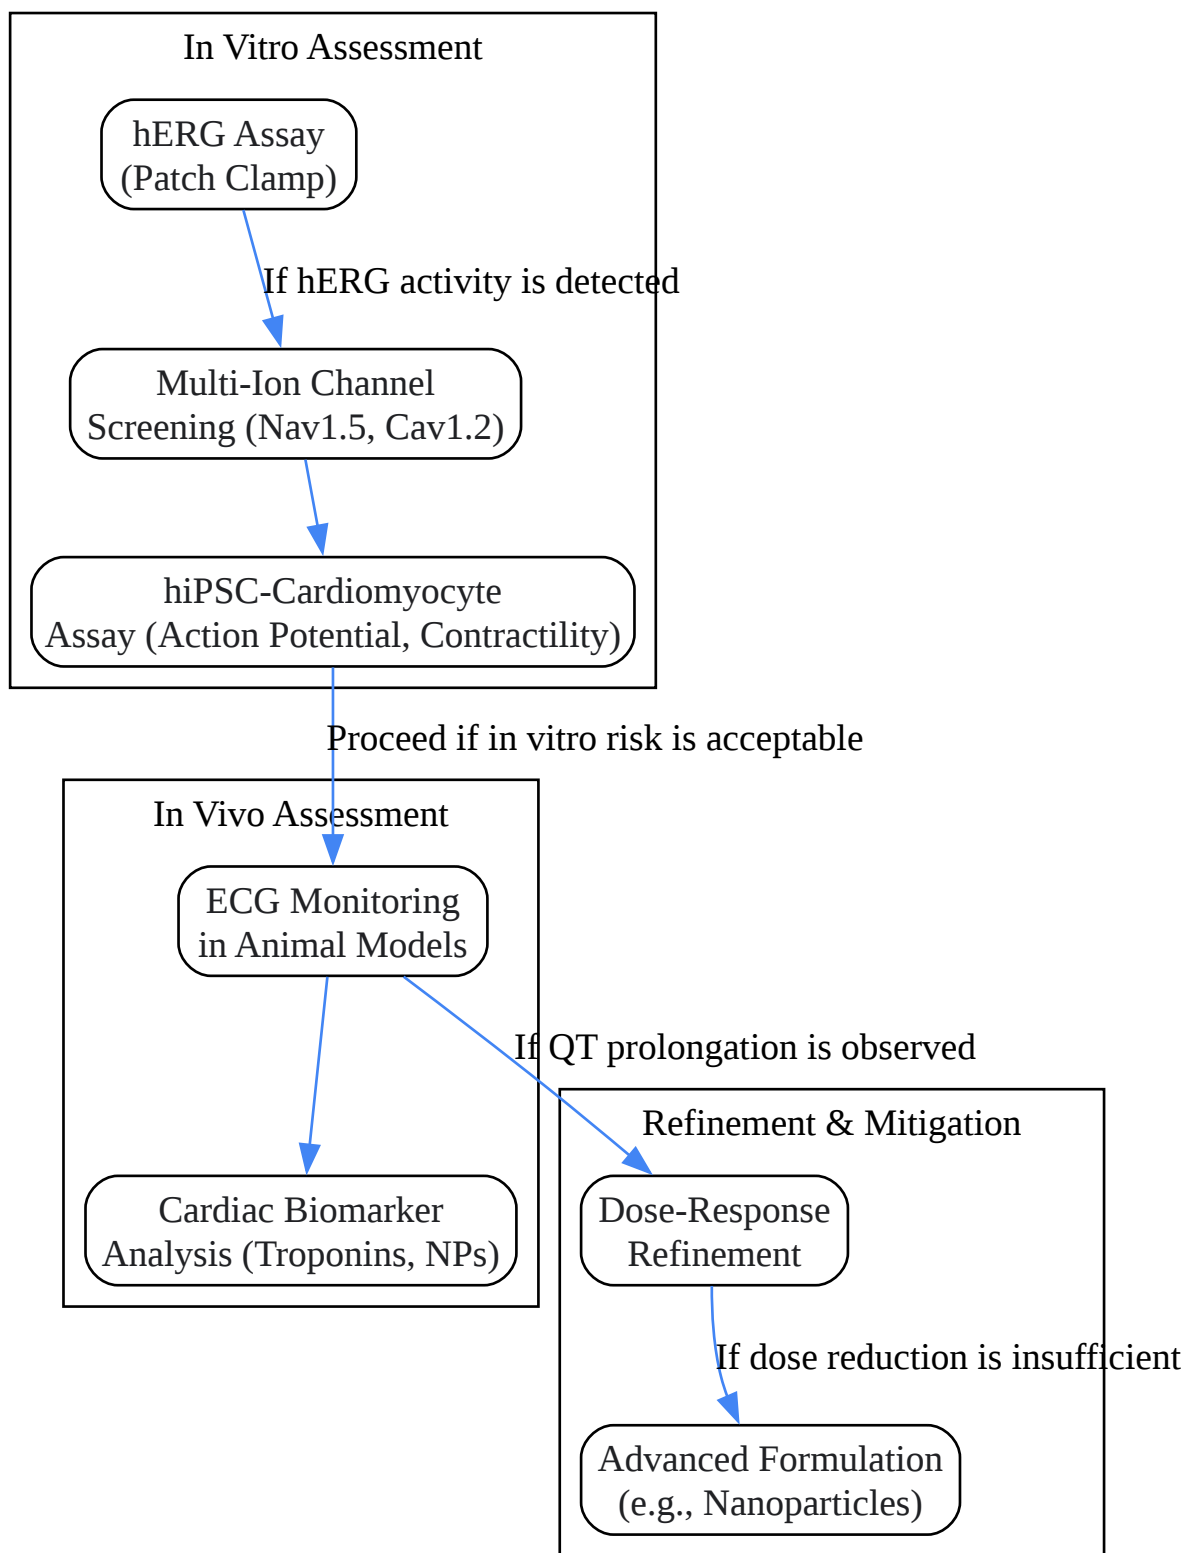 In Vitro Assessment
hERG Assay
(Patch Clamp)
If hERG activity is detected
Multi-Ion Channel
Screening (Nav1.5, Cav1.2)
hiPSC-Cardiomyocyte
Assay (Action Potential, Contractility)
Proceed if in vitro risk is acceptable
In Vivo Assessment
ECG Monitoring
in Animal Models
If QT prolongation is observed
Refinement & Mitigation
Cardiac Biomarker
Analysis (Troponins, NPs)
Dose-Response
Refinement
If dose reduction is insufficient
Advanced Formulation
(e.g., Nanoparticles)